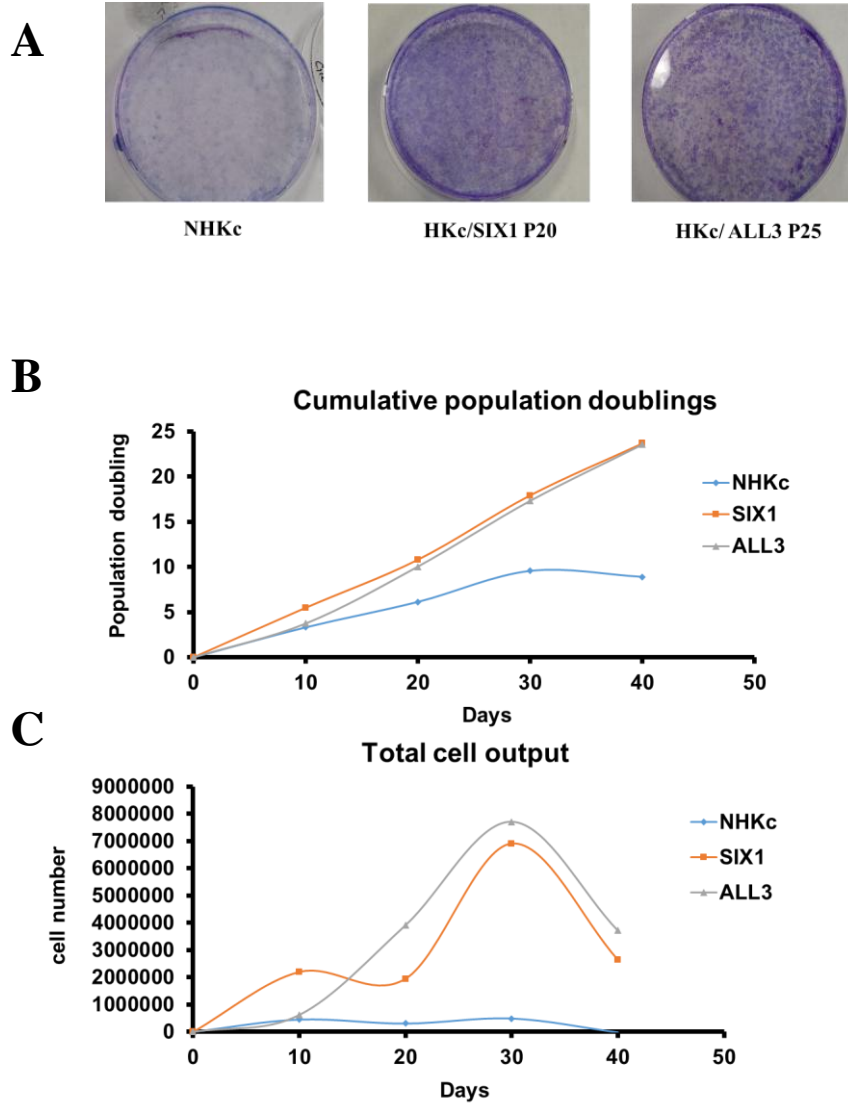 A
NHKc
HKc/SIX1 P20
HKc/ ALL3 P25
B
Cumulative population doublings
Population doubling
25
20
15
10
5
0
0 10 20 30 40 50
Days
NHKc
SIX1
ALL3
C
Total cell output
cell number
9000000
8000000
7000000
6000000
5000000
4000000
3000000
2000000
1000000
0
0 10 20 30 40 50
Days
NHKc
SIX1
ALL3